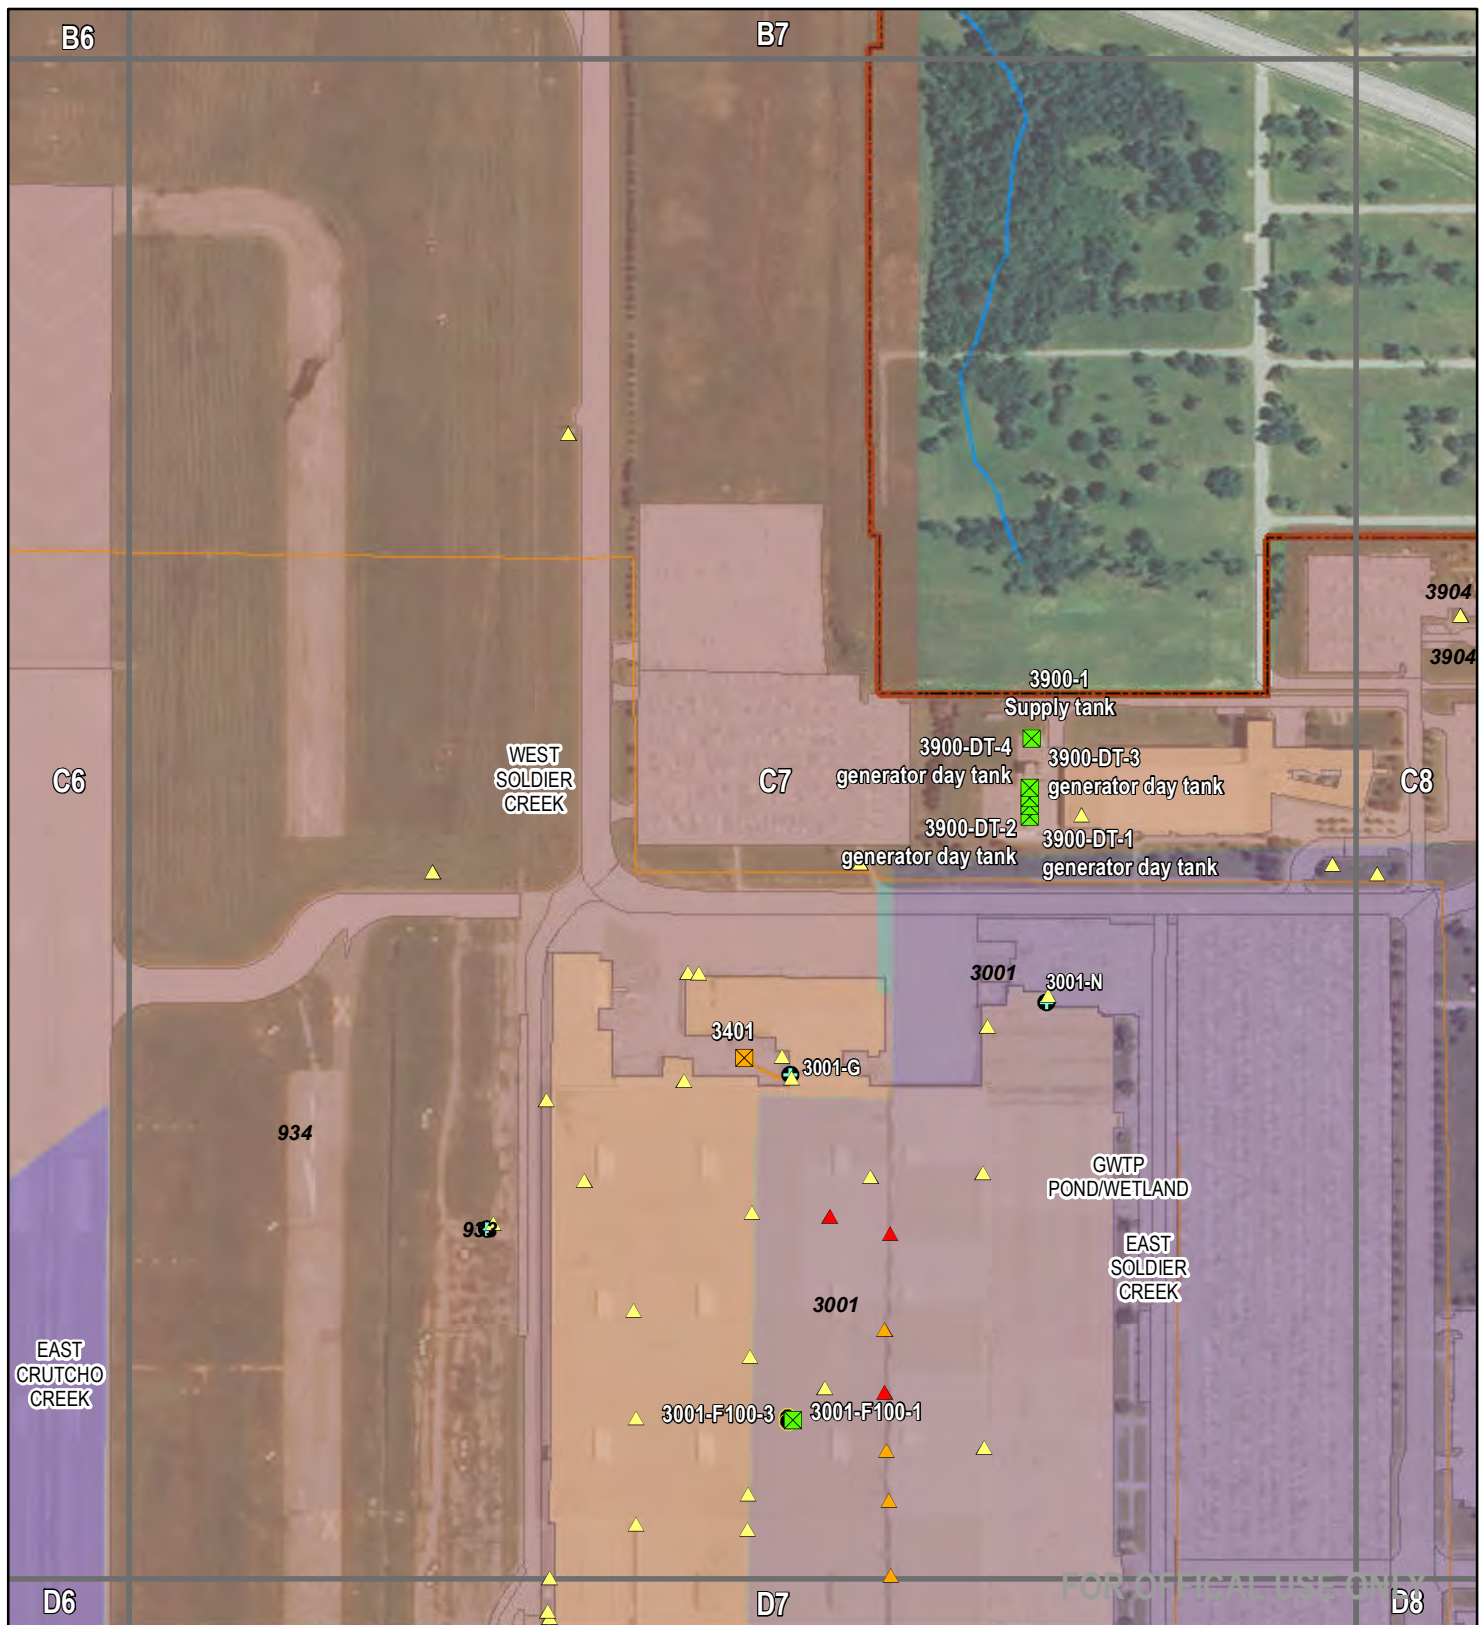 B6
B7
3904
3904
3900-1
Supply tank
3900-DT-4
generator day tank
3900-DT-3
generator day tank
WEST
SOLDIER
CREEK
C6
C7
C8
3900-DT-2
generator day tank
3900-DT-1
generator day tank
3001
3001-N
3401
3001-G
934
GWTP
POND/WETLAND
EAST
SOLDIER
CREEK
3001
EAST
CRUTCHO
CREEK
3001-F100-3
3001-F100-1
FOR OFFICAL USE ONLY
D6
D7
D8